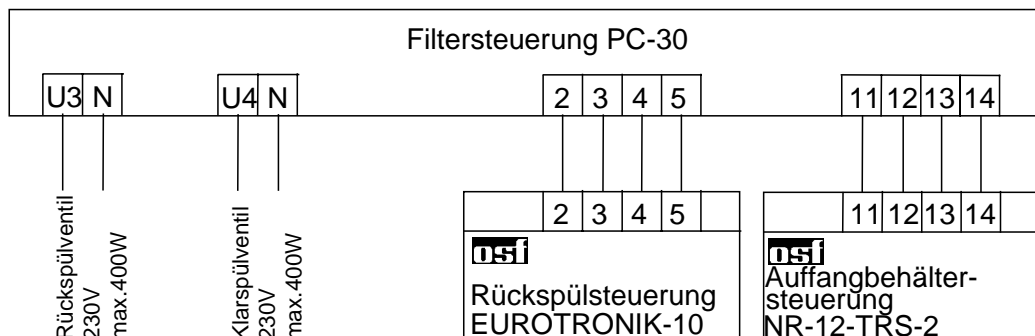 Filtersteuerung PC-30
U3 N
U4 N
2 3 4 5
11 12 13 14
Rückspülventil
230V
max.400W
Klarspülventil
230V
max.400W
2 3 4 5
osf
Rückspülsteuerung
EUROTRONIK-10
11 12 13 14
osf
Auffangbehälter-
steuerung
NR-12-TRS-2